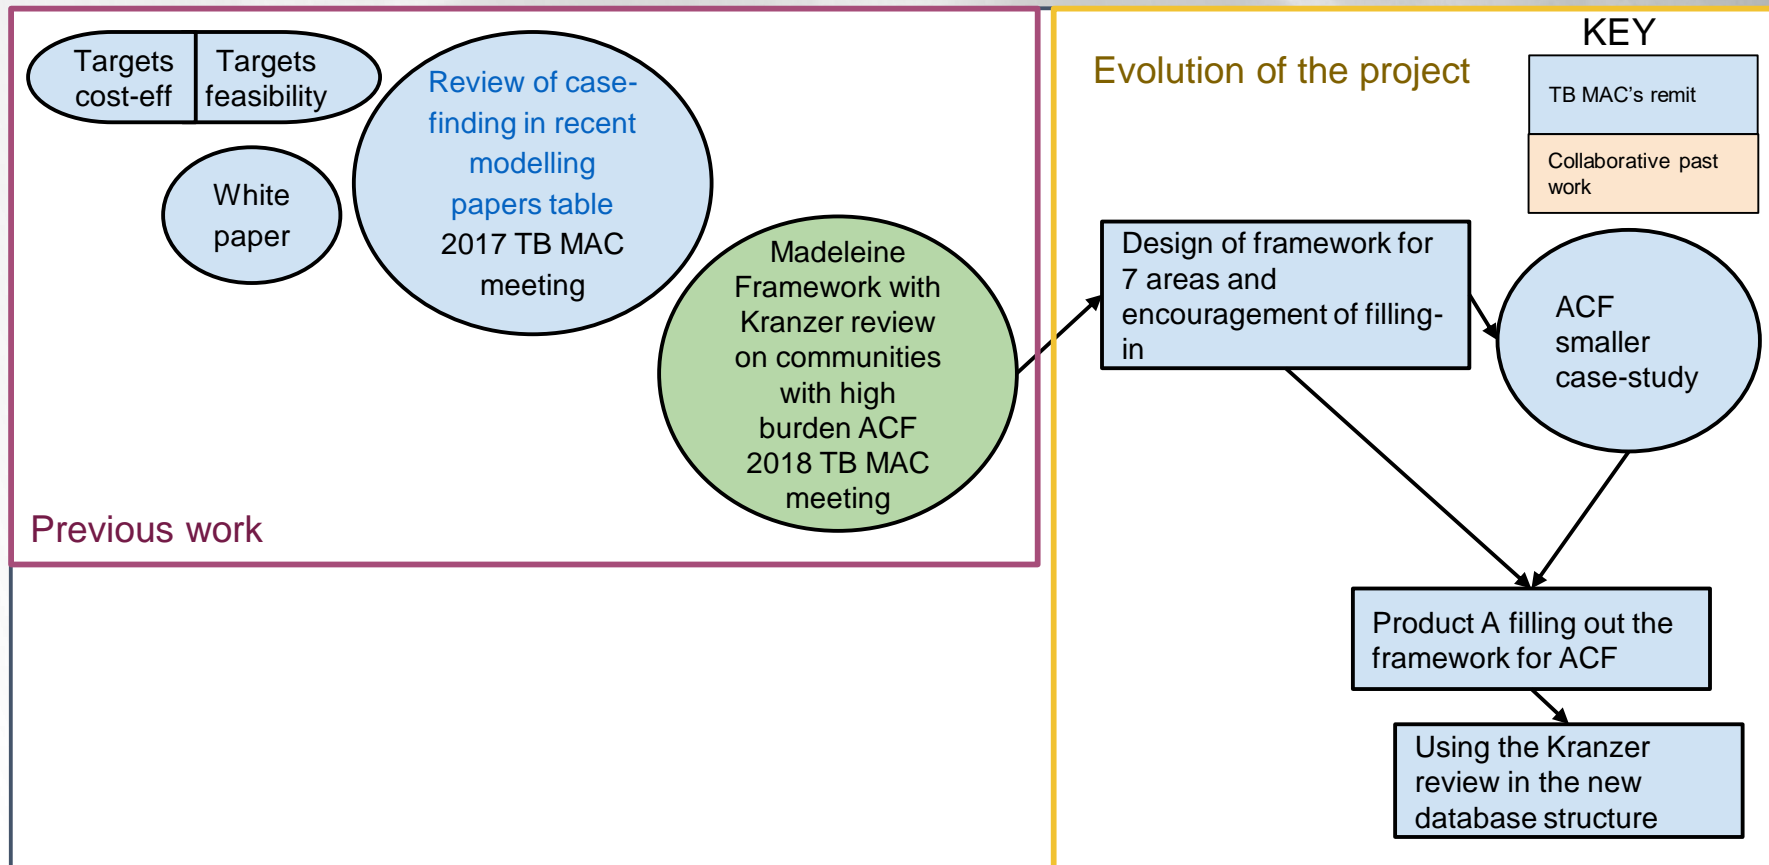 Targets
cost-eff
Targets
feasibility
White
paper
Review of case-
finding in recent
modelling
papers table
2017 TB MAC
meeting
Madeleine
Framework with
Kranzer review
on communities
with high
burden ACF
2018 TB MAC
meeting
Previous work
Evolution of the project
KEY
TB MAC's remit
Collaborative past
work
Design of framework for
7 areas and
encouragement of filling-
in
ACF
smaller
case-study
Product A filling out the
framework for ACF
Using the Kranzer
review in the new
database structure